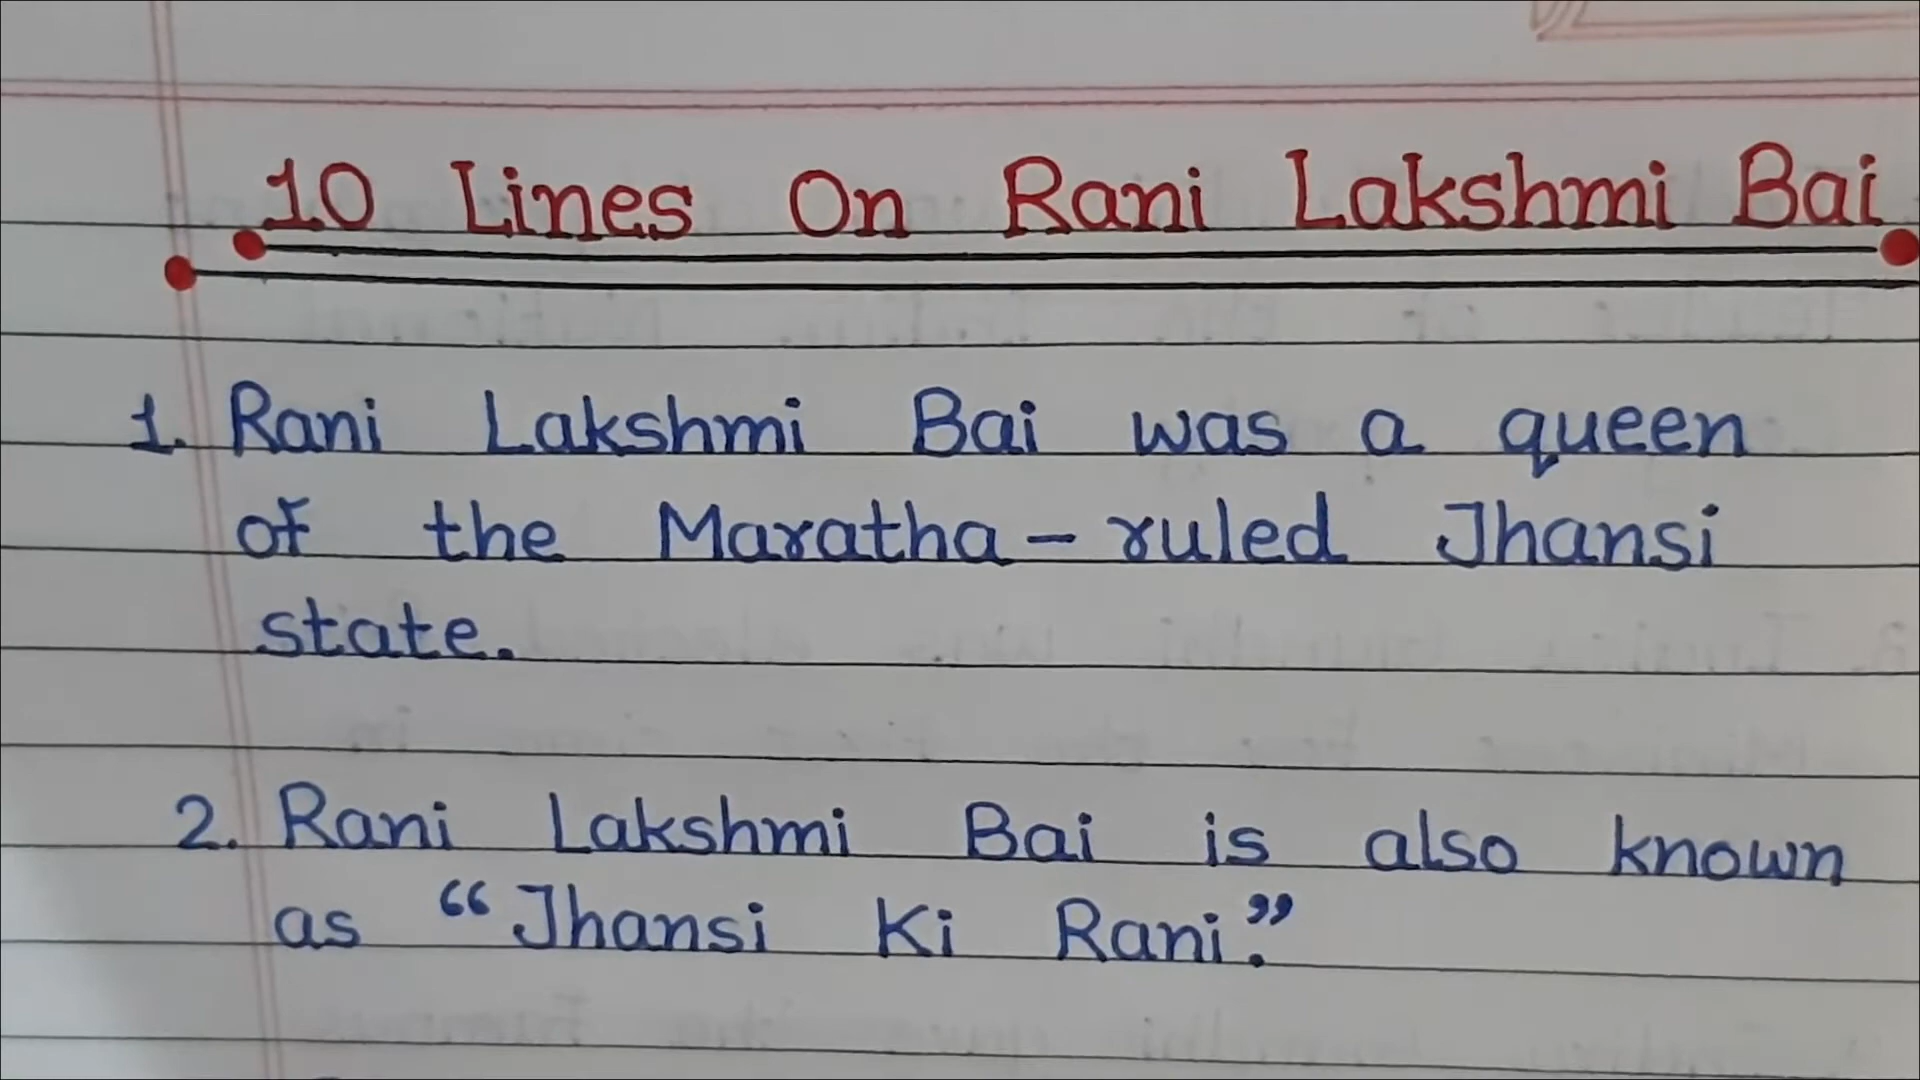 10 Lines On Rani Lakshmi Bai
1. Rani Lakshmi Bai was a queen
of the Maratha-ruled Jhansi
state.
2. Rani Lakshmi Bai is also known
as “Jhansi Ki Rani.”